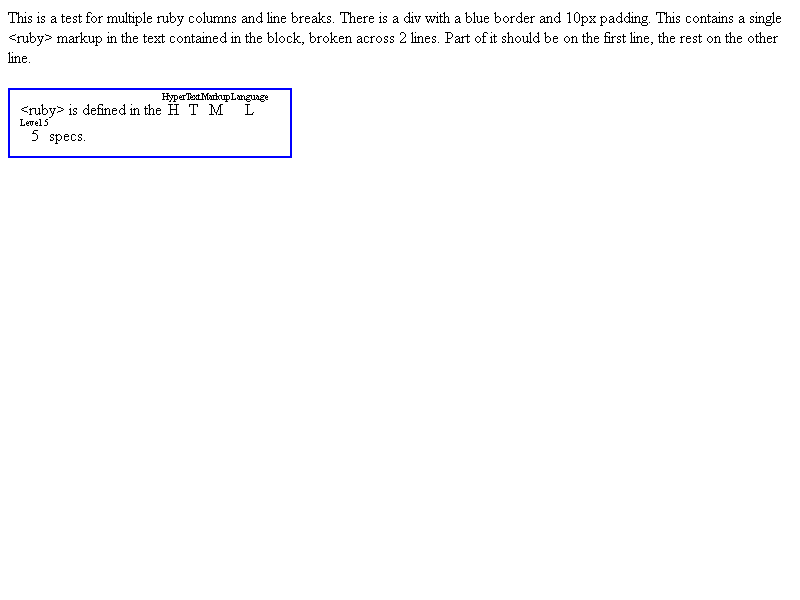 This is a test for multiple ruby columns and line breaks. There is a div with a blue border and 10px padding. This contains a single
<ruby> markup in the text contained in the block, broken across 2 lines. Part of it should be on the first line, the rest on the other
line.
HyperTextMarkupLanguage
<ruby> is defined in the H T M L
Level 5
5 specs.